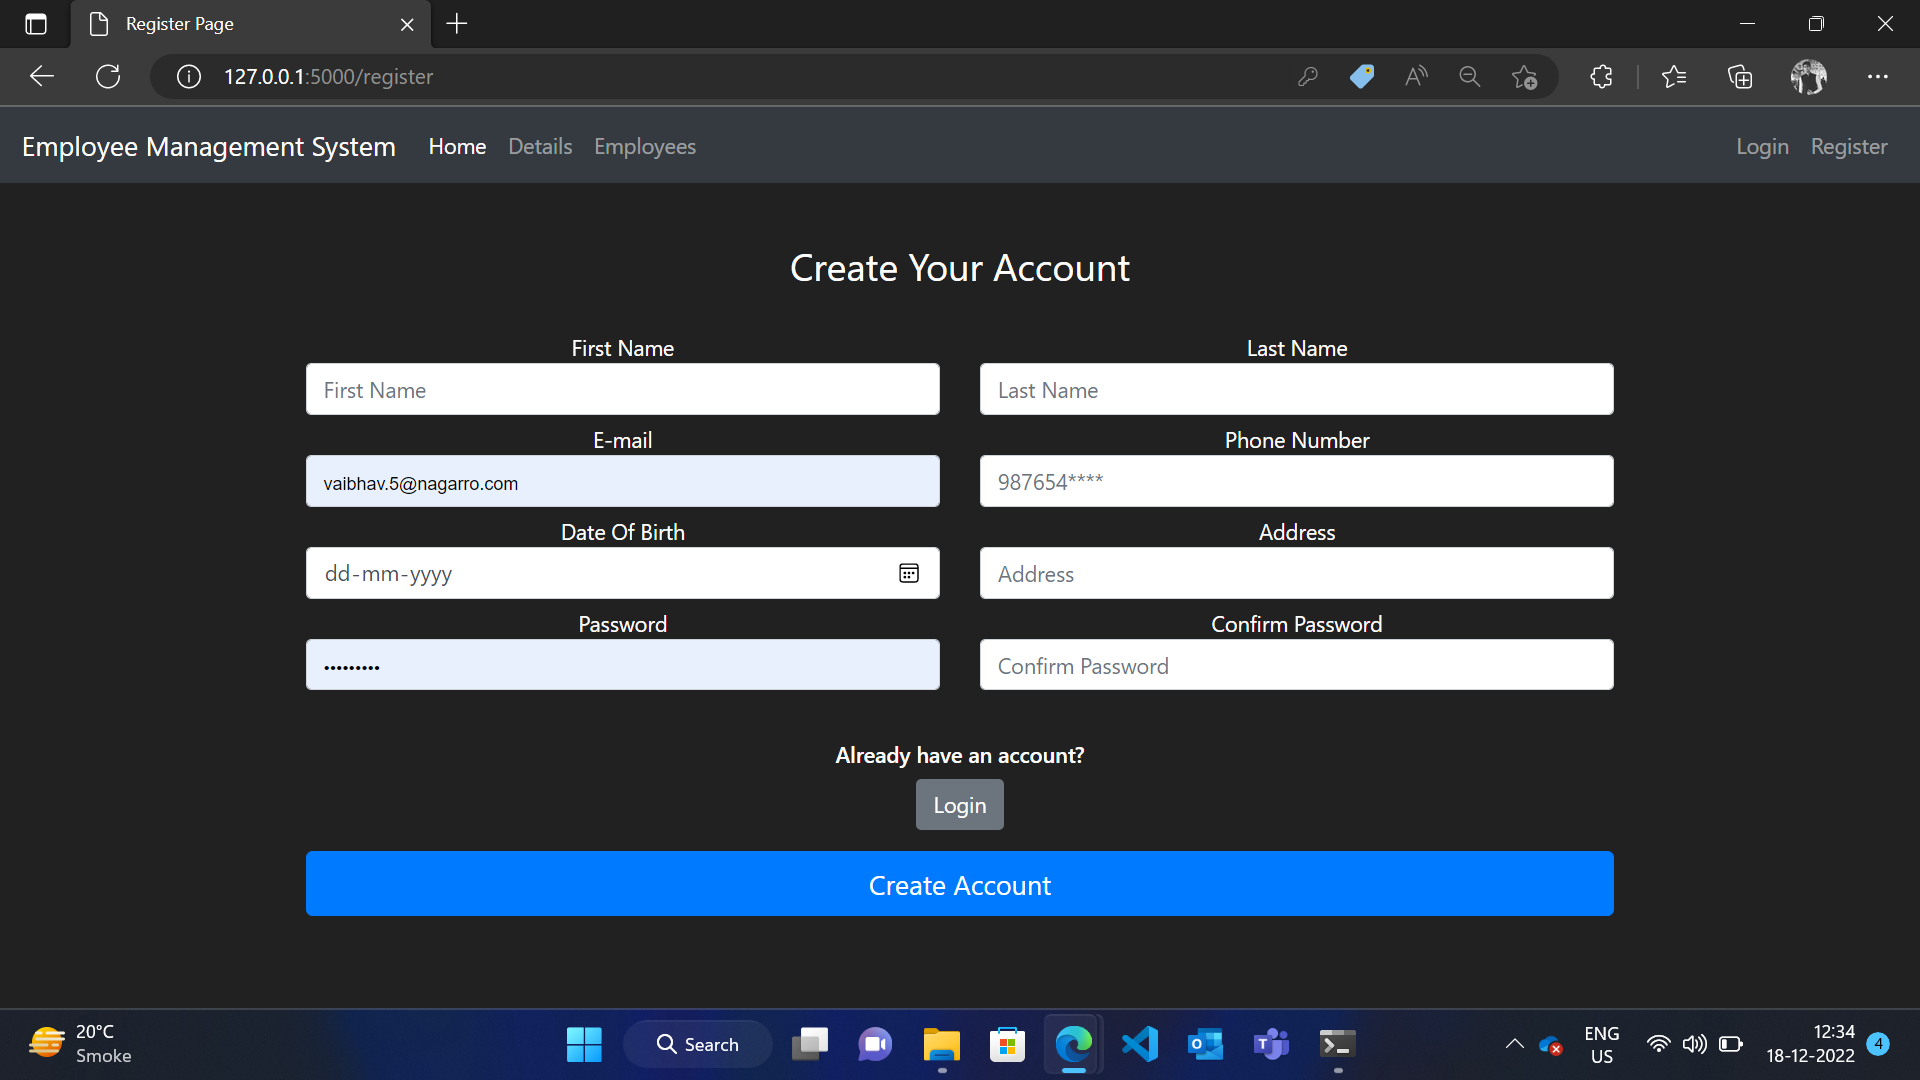 Register Page
127.0.0.1:5000/register
Employee Management System Home Details Employees Login Register
Create Your Account
First Name Last Name
First Name Last Name
E-mail Phone Number
vaibhav.5@nagarro.com 987654****
Date Of Birth Address
dd-mm-yyyy Address
Password Confirm Password
••••••••• Confirm Password
Already have an account?
Login
Create Account
20°C
Smoke
Search
ENG
US
12:34
18-12-2022
4